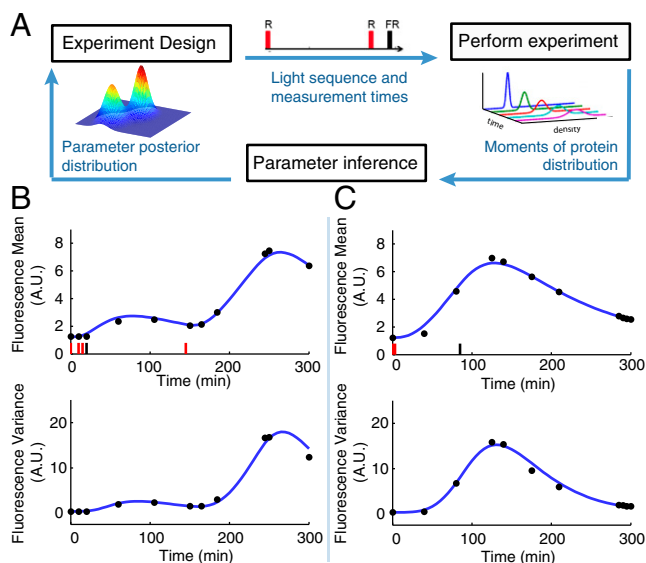 A
R R FR
Experiment Design
Perform experiment
Light sequence and
measurement times
time
density
...
Parameter posterior
distribution
Parameter inference
Moments of protein
distribution
B
Fluorescence Mean
(A.U.)
8
6
4
2
0
0 100 200 300
Time (min)
Fluorescence Variance
(A.U.)
20
10
0
0 100 200 300
Time (min)
C
Fluorescence Mean
(A.U.)
8
6
4
2
0
0 100 200 300
Time (min)
Fluorescence Variance
(A.U.)
20
10
0
0 100 200 300
Time (min)